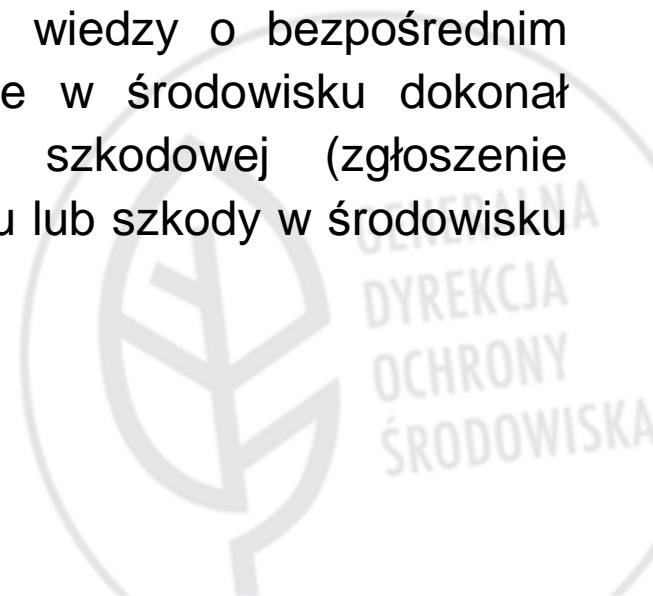 wiedzy o bezpośrednim
e w środowisku dokonał
szkodowej (zgłoszenie
u lub szkody w środowisku
GENERALNA
DYREKCJA
OCHRONY
ŚRODOWISKA